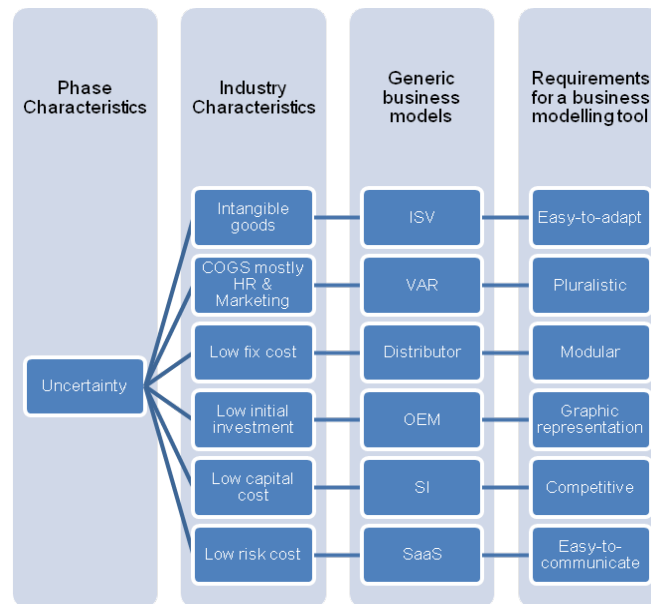 Phase
Characteristics
Industry
Characteristics
Generic
business
models
Requirements
for a business
modelling tool
Uncertainty
Intangible
goods
ISV
Easy-to-adapt
COGS mostly
HR &
Marketing
VAR
Pluralistic
Low fix cost
Distributor
Modular
Low initial
investment
OEM
Graphic
representation
Low capital
cost
SI
Competitive
Low risk cost
SaaS
Easy-to-
communicate